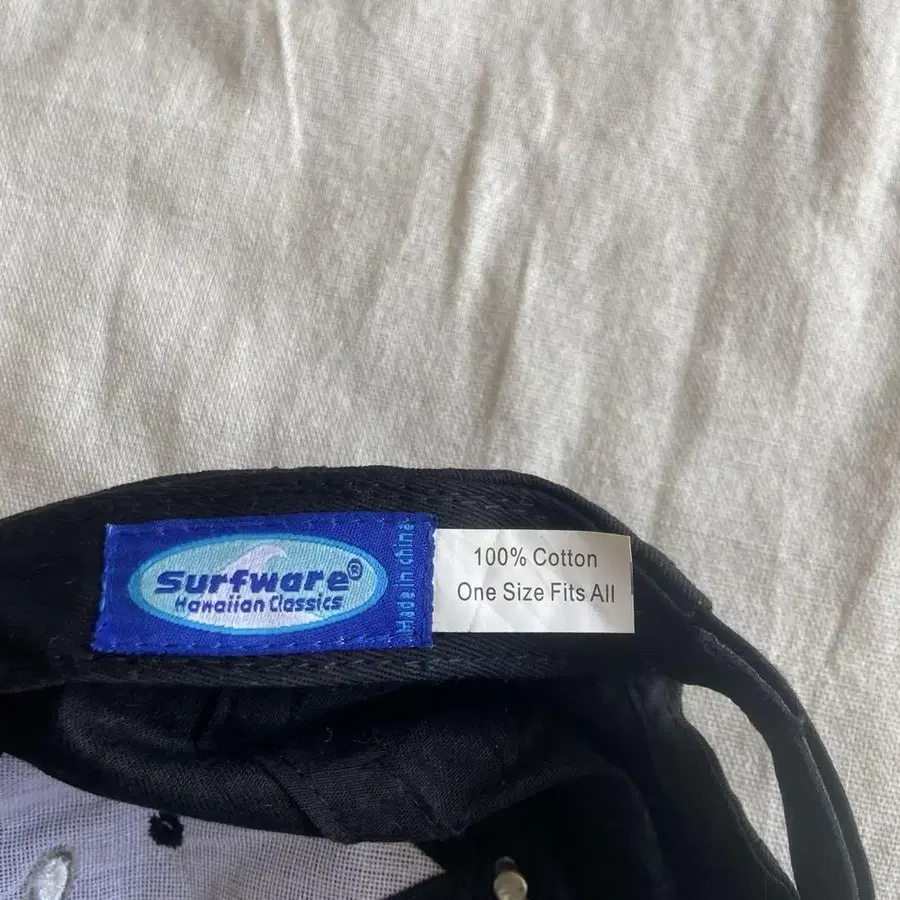 Surfware®
Hawaiian Classics
Made in china
100% Cotton
One Size Fits All